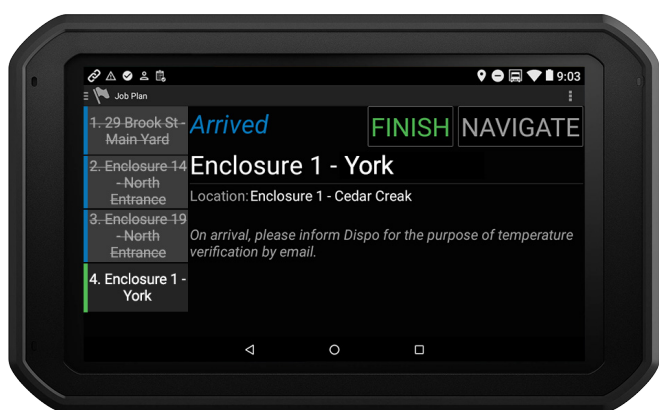 9:03
Job Plan
1. 29 Brook St -
Main Yard
2. Enclosure 14
- North
Entrance
3. Enclosure 19
- North
Entrance
4. Enclosure 1 -
York
Arrived
FINISH
NAVIGATE
Enclosure 1 - York
Location: Enclosure 1 - Cedar Creak
On arrival, please inform Dispo for the purpose of temperature
verification by email.